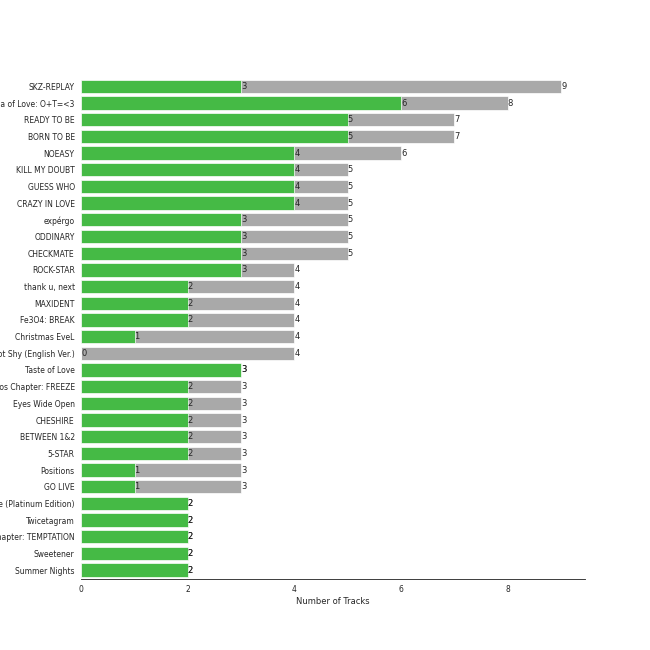 SKZ-REPLAY 3 9
a of Love: O+T=<3 6 8
READY TO BE 5 7
BORN TO BE 5 7
NOEASY 4 6
KILL MY DOUBT 4 5
GUESS WHO 4 5
CRAZY IN LOVE 4 5
expérgo 3 5
ODDINARY 3 5
CHECKMATE 3 5
ROCK-STAR 3 4
thank u, next 2 4
MAXIDENT 2 4
Fe3O4: BREAK 2 4
Christmas EveL 1 4
ot Shy (English Ver.) 0 4
Taste of Love 3
os Chapter: FREEZE 2 3
Eyes Wide Open 2 3
CHESHIRE 2 3
BETWEEN 1&2 2 3
5-STAR 2 3
Positions 1 3
GO LIVE 1 3
e (Platinum Edition) 2
Twicetagram 2
hapter: TEMPTATION 2
Sweetener 2
Summer Nights 2
0 2 4 6 8
Number of Tracks